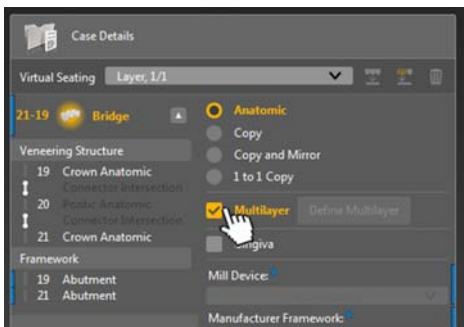 Case Details
Virtual Seating Layer, 1/1
21-19 Bridge
Anatomic
Copy
Copy and Mirror
1 to 1 Copy
Veneering Structure
19 Crown Anatomic
Connector Intersection
20 Pontic Anatomic
Connector Intersection
21 Crown Anatomic
Multilayer Define Multilayer
Framework
19 Abutment
21 Abutment
Mill Device:
Manufacturer Framework: